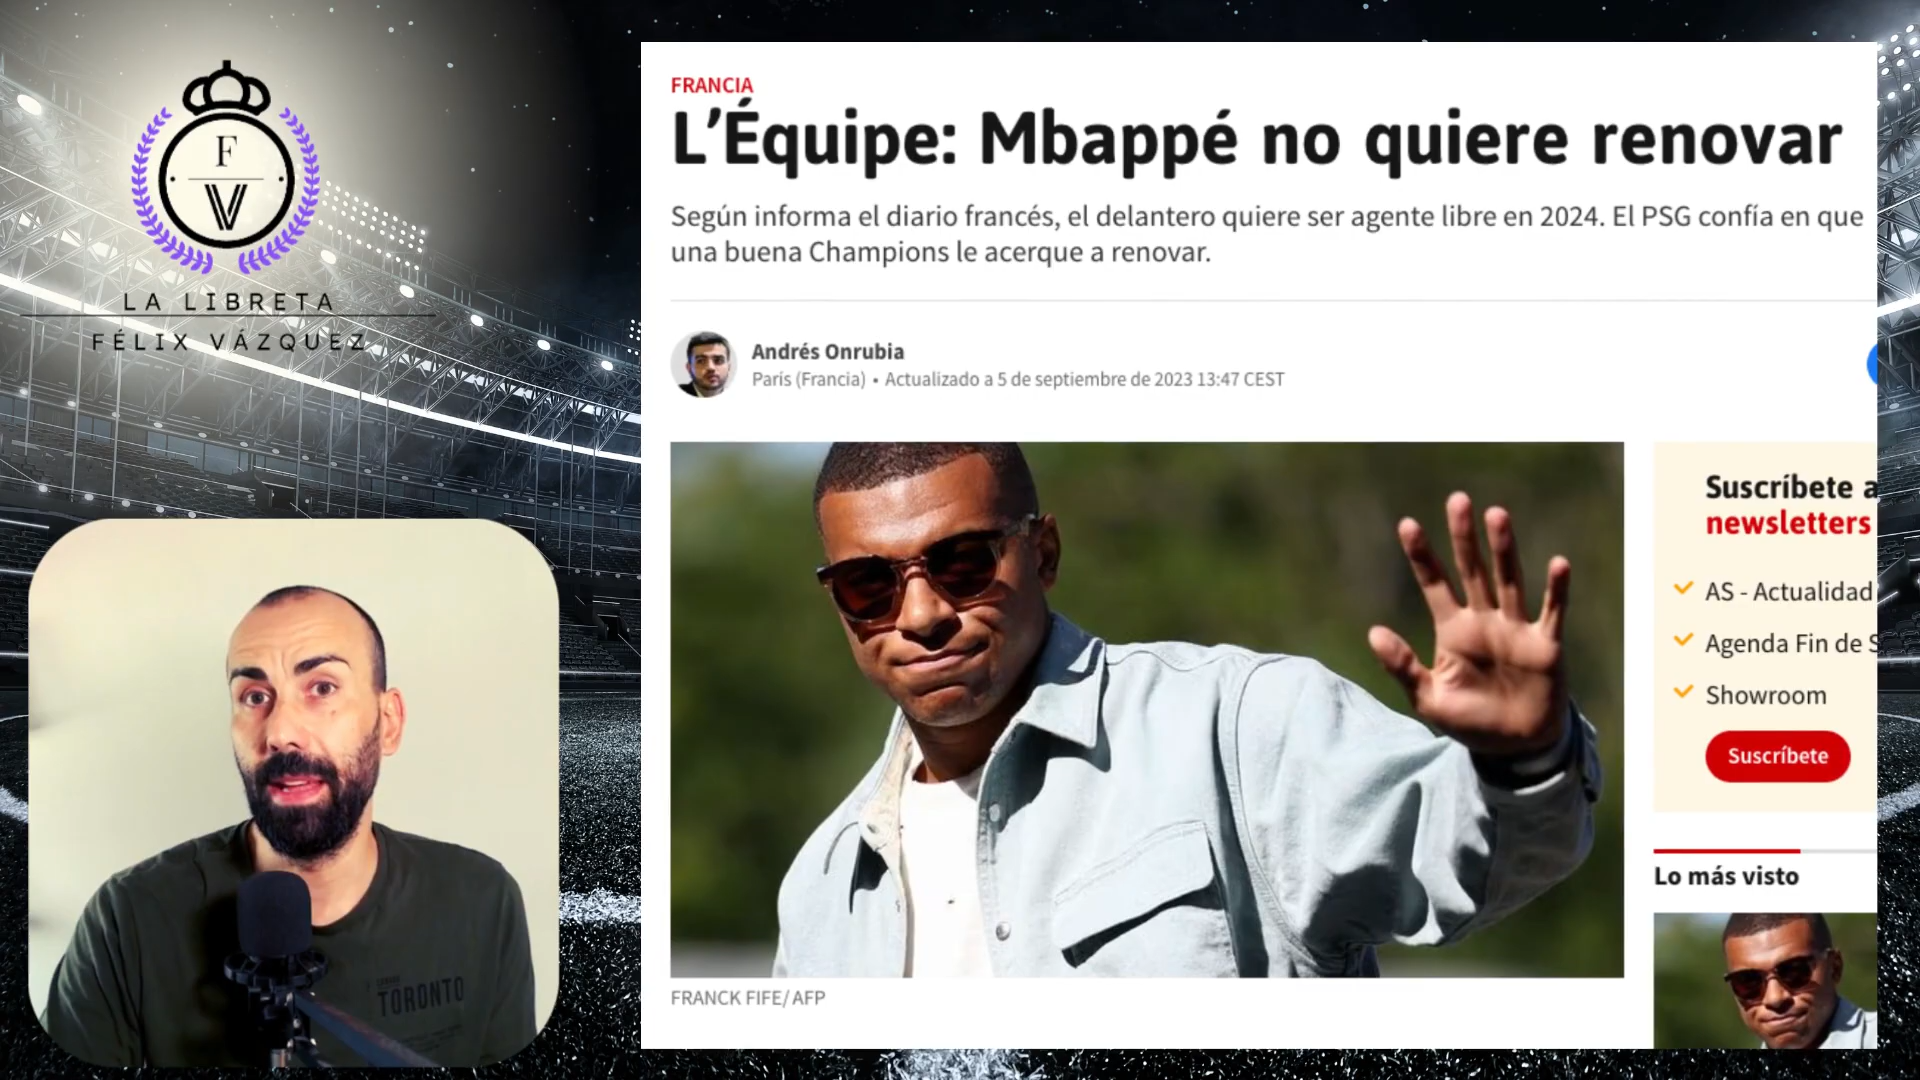 F
V
LA LIBRETA
FÉLIX VÁZQUEZ
TORONTO
FRANCIA
L'Équipe: Mbappé no quiere renovar
Según informa el diario francés, el delantero quiere ser agente libre en 2024. El PSG confía en que
una buena Champions le acerque a renovar.
Andrés Onrubia
París (Francia) • Actualizado a 5 de septiembre de 2023 13:47 CEST
FRANCK FIFE/ AFP
Suscríbete a
newsletters
AS - Actualidad
Agenda Fin de S
Showroom
Suscríbete
Lo más visto